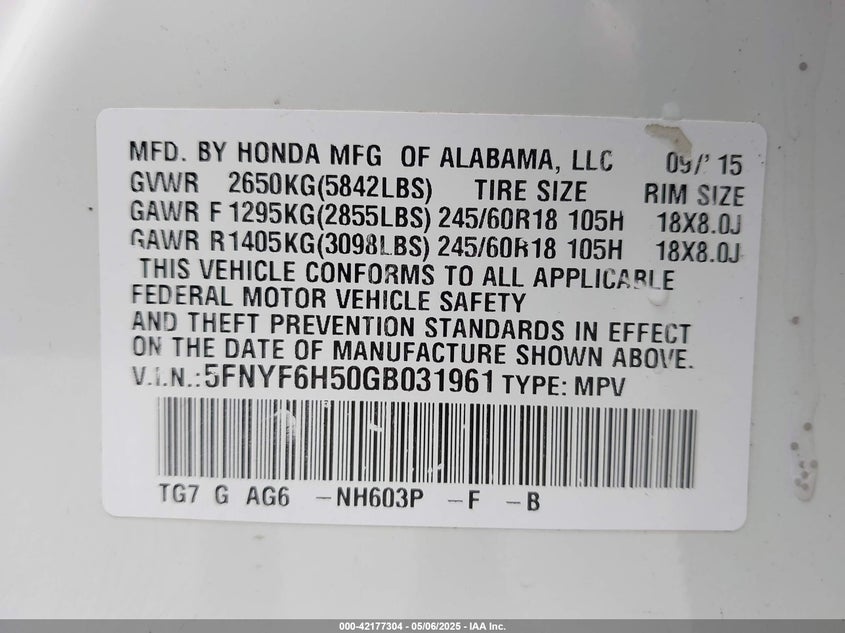 MFD. BY HONDA MFG OF ALABAMA, LLC 09/'15
GVWR 2650KG(5842LBS) TIRE SIZE RIM SIZE
GAWR F 1295KG(2855LBS) 245/60R18 105H 18X8.0J
GAWR R1405KG(3098LBS) 245/60R18 105H 18X8.0J
THIS VEHICLE CONFORMS TO ALL APPLICABLE
FEDERAL MOTOR VEHICLE SAFETY
AND THEFT PREVENTION STANDARDS IN EFFECT
ON THE DATE OF MANUFACTURE SHOWN ABOVE.
V.I.N.:5FNYF6H50GB031961 TYPE: MPV
TG7 G AG6 -NH603P -F -B
000-42177304 | 05/06/2025 - IAA Inc.